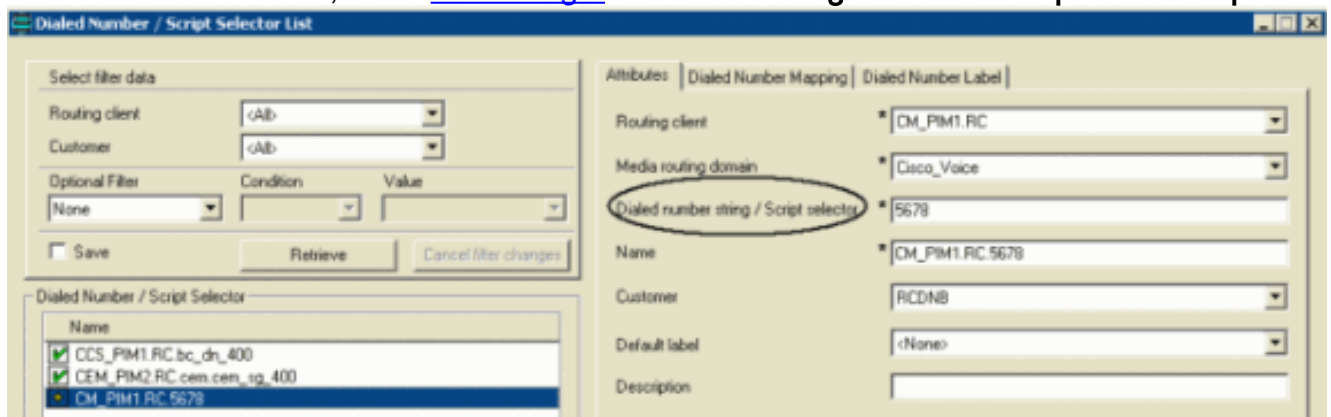 Dialed Number / Script Selector List
Select filter data
Routing client <All>
Customer <All>
Optional Filter Condition Value
None
Save Retrieve Cancel filter changes
Dialed Number / Script Selector
Name
CCS_PIM1.RC.bc_dn_400
CEM_PIM2.RC.cem.cem_sg_400
CM_PIM1.RC.5678
Attributes Dialed Number Mapping Dialed Number Label
Routing client * CM_PIM1.RC
Media routing domain * Cisco_Voice
Dialed number string / Script selector * 5678
Name * CM_PIM1.RC.5678
Customer RCDNB
Default label <None>
Description